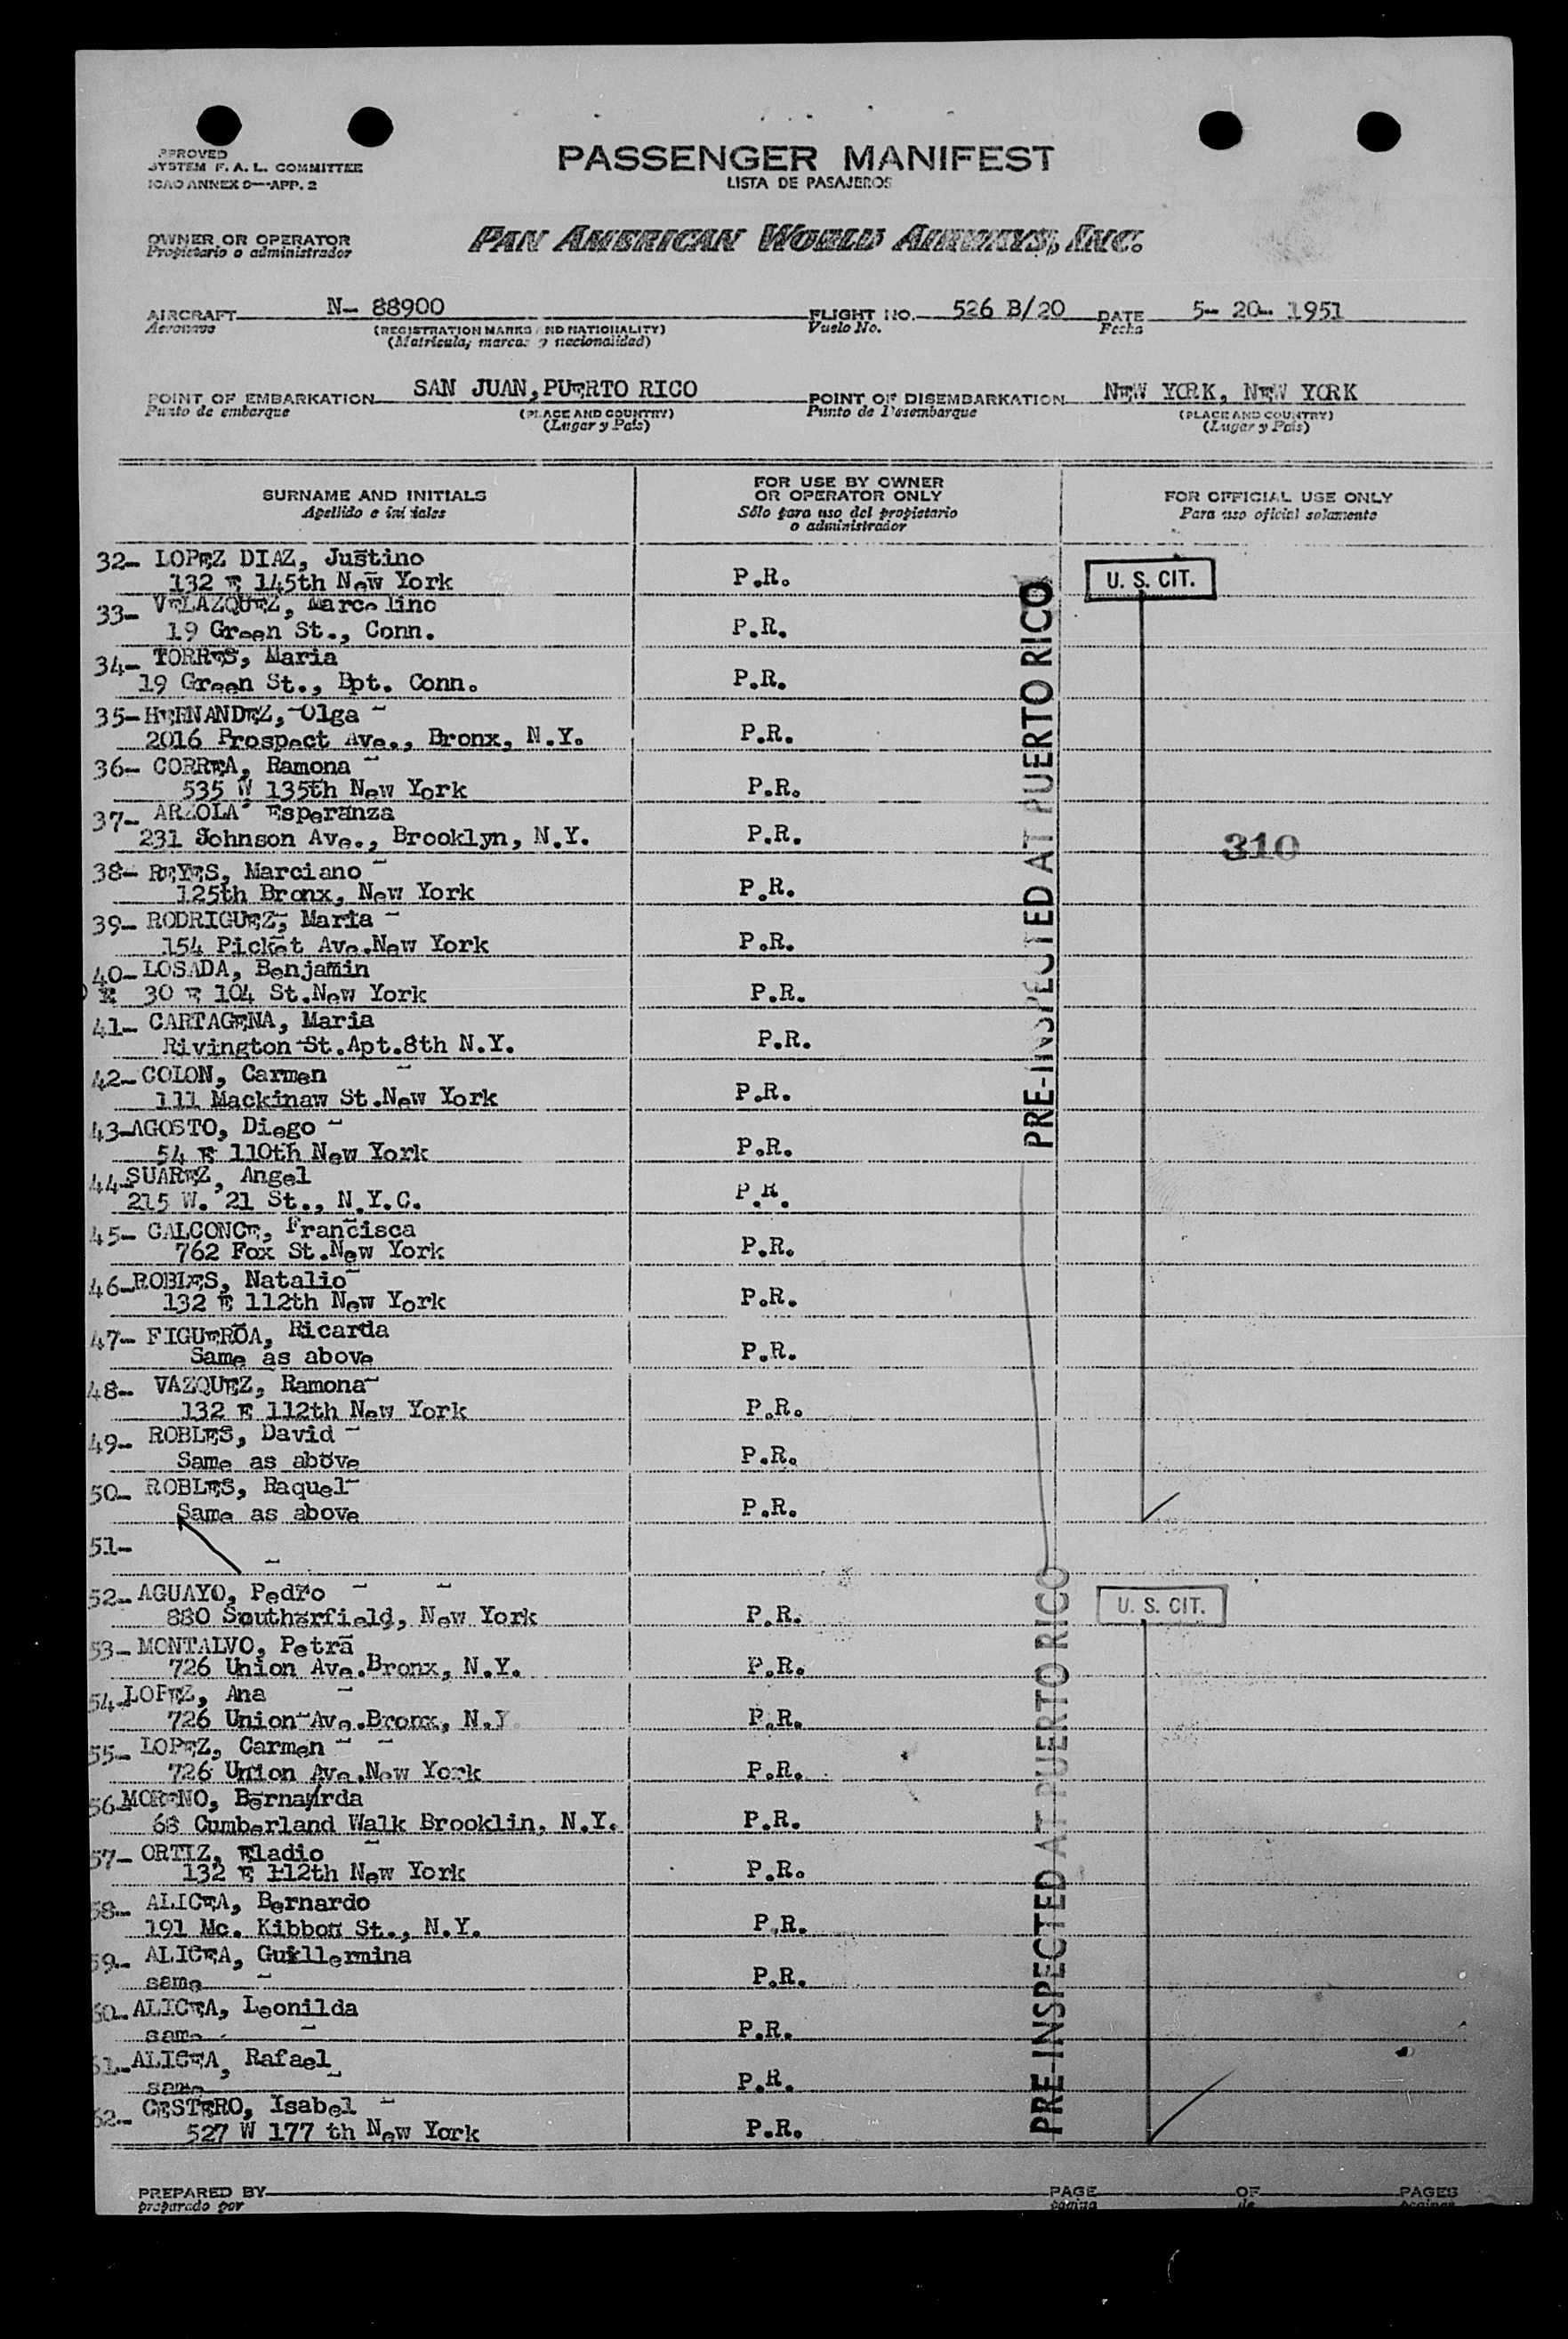 PASSENGER MANIFEST
LISTA DE PASAJEROS
SYSTEM F. A. L. COMMITTEE
ICAO ANNEX 9—APP. 2
OWNER OR OPERATOR
Propietario o administrador
PAN AMERICAN WORLD AIRWAYS, INC.
AIRCRAFT N- 88900 FLIGHT NO. 526 B/20 DATE 5- 20- 1951
Aeronave (REGISTRATION MARKS AND NATIONALITY) Vuelo No. Fecha
(Matrícula, marcas y nacionalidad)
POINT OF EMBARKATION SAN JUAN, PUERTO RICO POINT OF DISEMBARKATION NEW YORK, NEW YORK
Punto de embarque (PLACE AND COUNTRY) Punto de Desembarque (PLACE AND COUNTRY)
(Lugar y País) (Lugar y País)
SURNAME AND INITIALS
Apellido e iniciales
FOR USE BY OWNER
OR OPERATOR ONLY
Sólo para uso del propietario
o administrador
FOR OFFICIAL USE ONLY
Para uso oficial solamente
32- LOPEZ DIAZ, Justino
132 E 145th New York P.R. U. S. CIT.
33- VELAZQUEZ, Marcelino
19 Green St., Conn. P.R.
34- TORRES, Maria
19 Green St., Bpt. Conn. P.R.
35- HERNANDEZ, Olga
2016 Prospect Ave., Bronx, N.Y. P.R.
36- CORREA, Ramona
535 W 135th New York P.R.
37- ARZOLA Esperanza
231 Johnson Ave., Brooklyn, N.Y. P.R. 310
38- REYES, Marciano
125th Bronx, New York P.R.
39- RODRIGUEZ, Maria
154 Picket Ave.New York P.R.
40- LOSADA, Benjamin
30 E 104 St.New York P.R.
41- CARTAGENA, Maria
Rivington St.Apt.8th N.Y. P.R.
42- COLON, Carmen
111 Mackinaw St.New York P.R.
43-AGOSTO, Diego
54 E 110th New York P.R.
44-SUAREZ, Angel
215 W. 21 St., N.Y.C. P.R.
45- CALCONCE, Francisca
762 Fox St.New York P.R.
46-ROBLES, Natalio
132 E 112th New York P.R.
47- FIGUEROA, Ricarda
Same as above P.R.
48- VAZQUEZ, Ramona
132 E 112th New York P.R.
49- ROBLES, David
Same as above P.R.
50- ROBLES, Raquel
Same as above P.R.
51-
52- AGUAYO, Pedro
880 Southerfield, New York P.R. U. S. CIT.
53- MONTALVO, Petra
726 Union Ave.Bronx, N.Y. P.R.
54-LOPEZ, Ana
726 Union Ave.Bronx, N.Y. P.R.
55- LOPEZ, Carmen
726 Union Ave.New York P.R.
56-MORENO, Bernarda
68 Cumberland Walk Brooklin, N.Y. P.R.
57- ORTIZ, Eladio
132 E 112th New York P.R.
58- ALICEA, Bernardo
191 Mc. Kibbon St., N.Y. P.R.
59- ALICEA, Guillermina
same P.R.
60- ALICEA, Leonilda
same P.R.
61-ALICEA, Rafael
same P.R.
62- CESTERO, Isabel
527 W 177 th New York P.R.
PRE-INSPECTED AT PUERTO RICO
PRE-INSPECTED AT PUERTO RICO
PREPARED BY PAGE OF PAGES
preparado por página de páginas